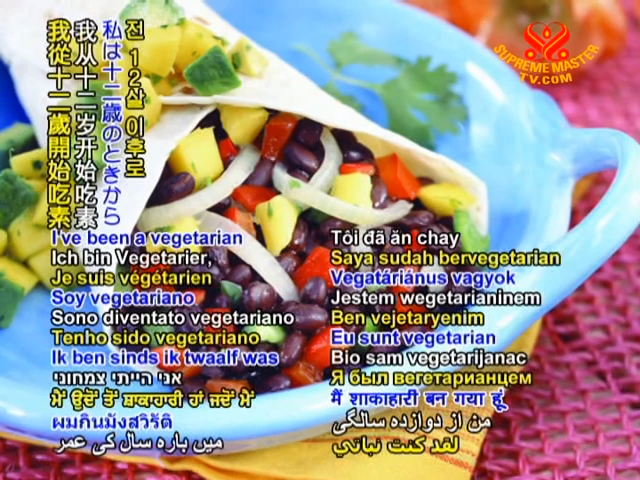 SUPREME MASTER
TV.COM
전 12살 이후로
私は十二歳のときから
我从十二岁开始吃素
我從十二歲開始吃素
I've been a vegetarian
Ich bin Vegetarier,
Je suis végétarien
Soy vegetariano
Sono diventato vegetariano
Tenho sido vegetariano
Ik ben sinds ik twaalf was
אני הייתי צמחוני
ਮੈਂ ਉਦੋਂ ਤੋਂ ਸ਼ਾਕਾਹਾਰੀ ਹਾਂ ਜਦੋਂ ਮੈਂ
ผมกินมังสวิรัติ
میں بارہ سال کی عمر
Tôi đã ăn chay
Saya sudah bervegetarian
Vegatáriánus vagyok
Jestem wegetarianinem
Ben vejetaryenim
Eu sunt vegetarian
Bio sam vegetarijanac
Я был вегетарианцем
मैं शाकाहारी बन गया हूं
من از دوازده سالگی
لقد كنت نباتي